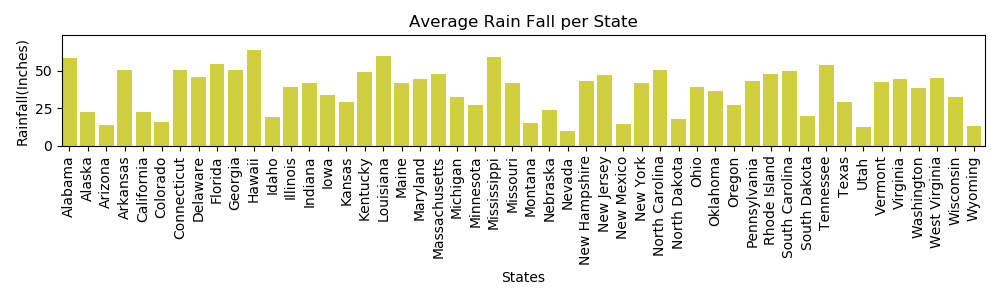 Average Rain Fall per State
Rainfall(Inches)
50
25
0
Alabama
Alaska
Arizona
Arkansas
California
Colorado
Connecticut
Delaware
Florida
Georgia
Hawaii
Idaho
Illinois
Indiana
Iowa
Kansas
Kentucky
Louisiana
Maine
Maryland
Massachusetts
Michigan
Minnesota
Mississippi
Missouri
Montana
Nebraska
Nevada
New Hampshire
New Jersey
New Mexico
New York
North Carolina
North Dakota
Ohio
Oklahoma
Oregon
Pennsylvania
Rhode Island
South Carolina
South Dakota
Tennessee
Texas
Utah
Vermont
Virginia
Washington
West Virginia
Wisconsin
Wyoming
States